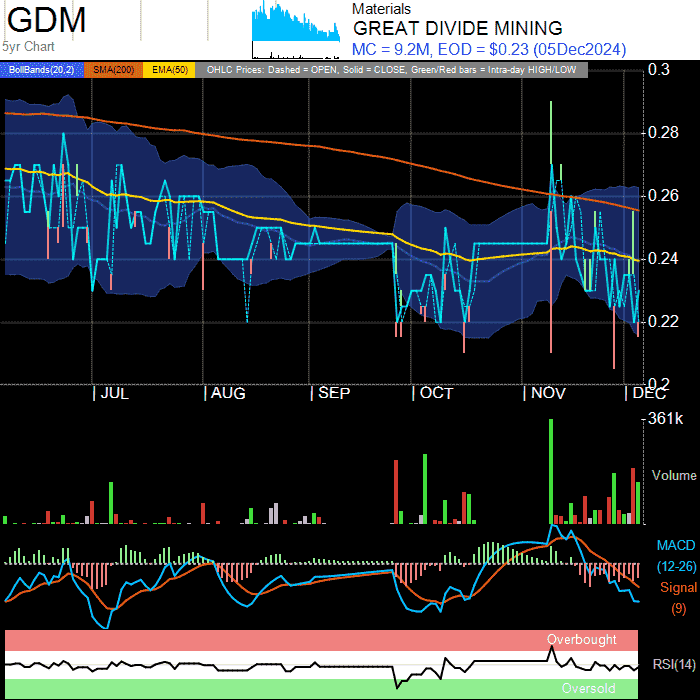 GDM
5yr Chart
Materials
GREAT DIVIDE MINING
MC = 9.2M, EOD = $0.23 (05Dec2024)
BollBands(20,2) SMA(200) EMA(50) OHLC Prices: Dashed = OPEN, Solid = CLOSE, Green/Red bars = Intra-day HIGH/LOW
0.3
0.28
0.26
0.24
0.22
0.2
| JUL | AUG | SEP | OCT | NOV | DEC
361k
Volume
MACD
(12-26)
Signal
(9)
Overbought
RSI(14)
Oversold